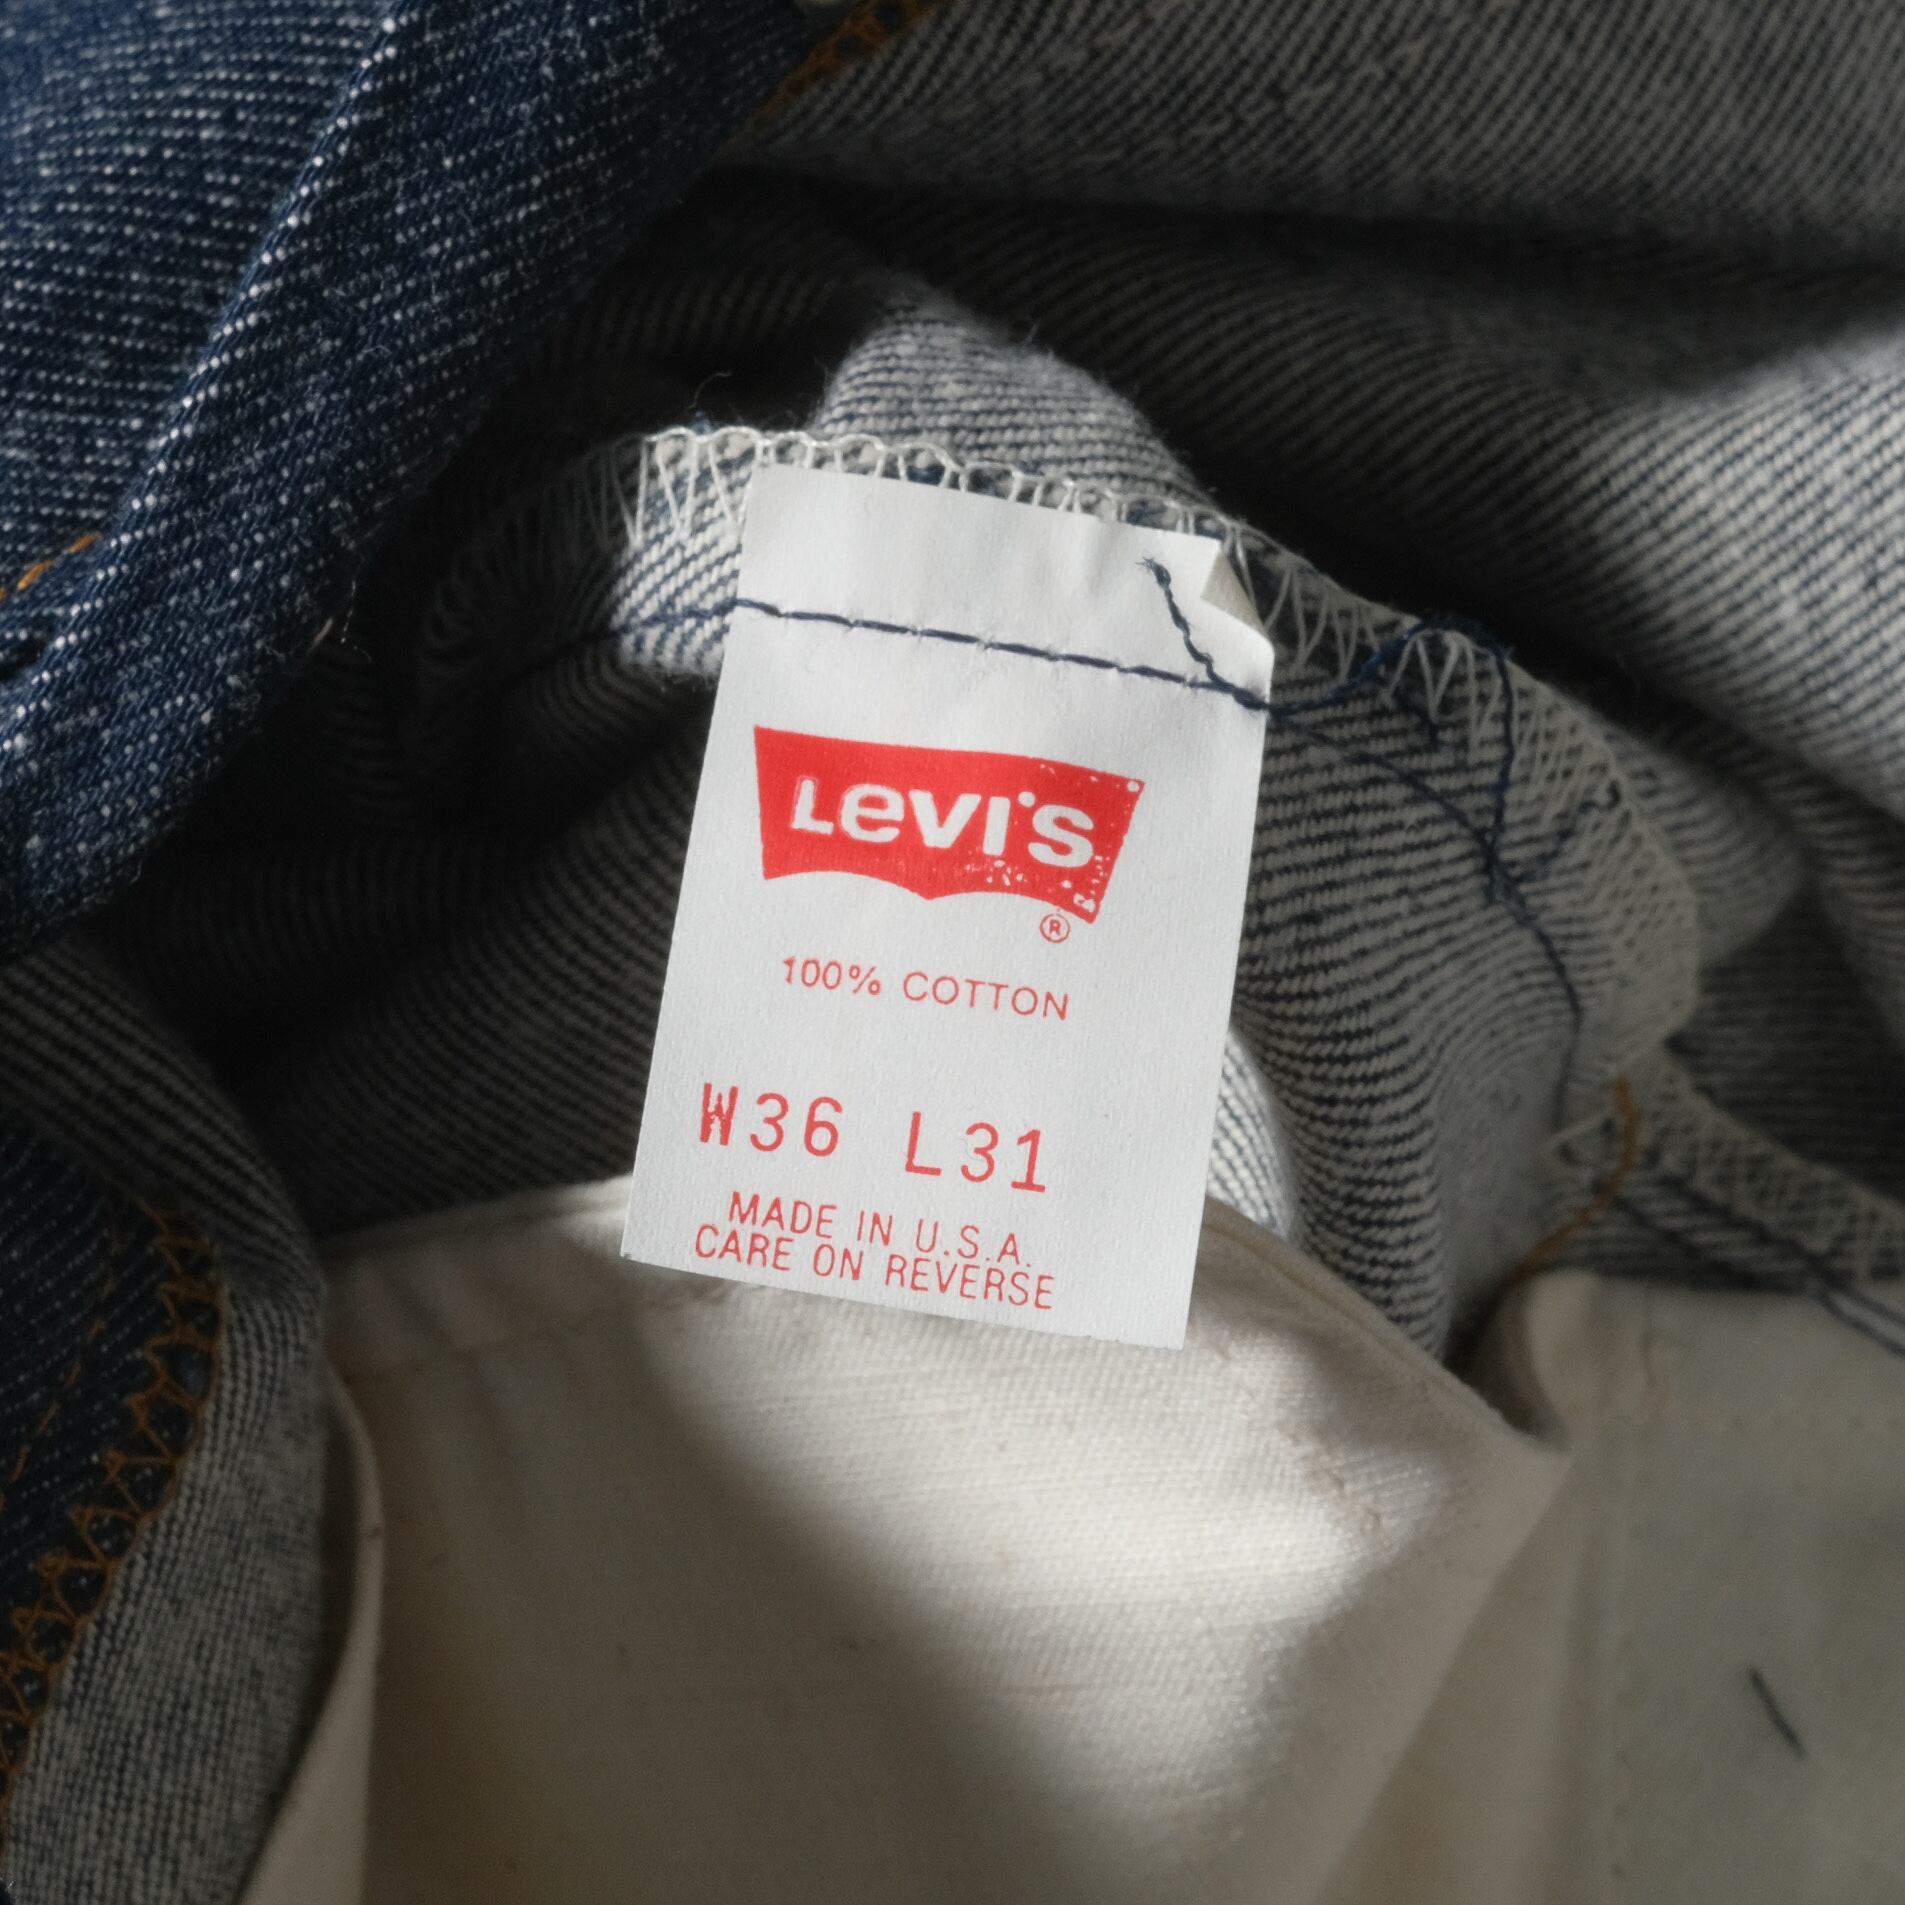 LEVI'S
®
100% COTTON
W36 L31
MADE IN U.S.A.
CARE ON REVERSE